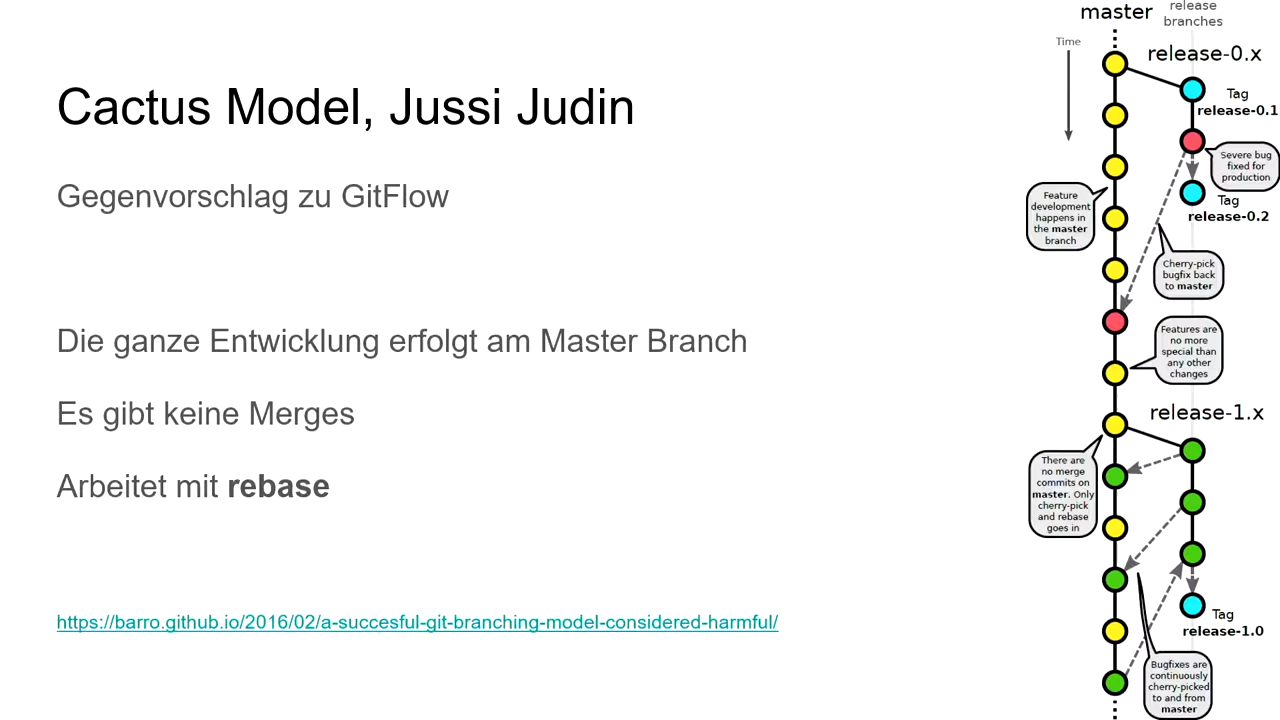 Cactus Model, Jussi Judin
Gegenvorschlag zu GitFlow
Die ganze Entwicklung erfolgt am Master Branch
Es gibt keine Merges
Arbeitet mit rebase
https://barro.github.io/2016/02/a-succesful-git-branching-model-considered-harmful/
master
release
branches
Time
release-0.x
Tag
release-0.1
Severe bug
fixed for
production
Tag
release-0.2
Feature
development
happens in
the master
branch
Cherry-pick
bugfix back
to master
Features are
no more
special than
any other
changes
release-1.x
There are
no merge
commits on
master. Only
cherry-pick
and rebase
goes in
Tag
release-1.0
Bugfixes are
continuously
cherry-picked
to and from
master